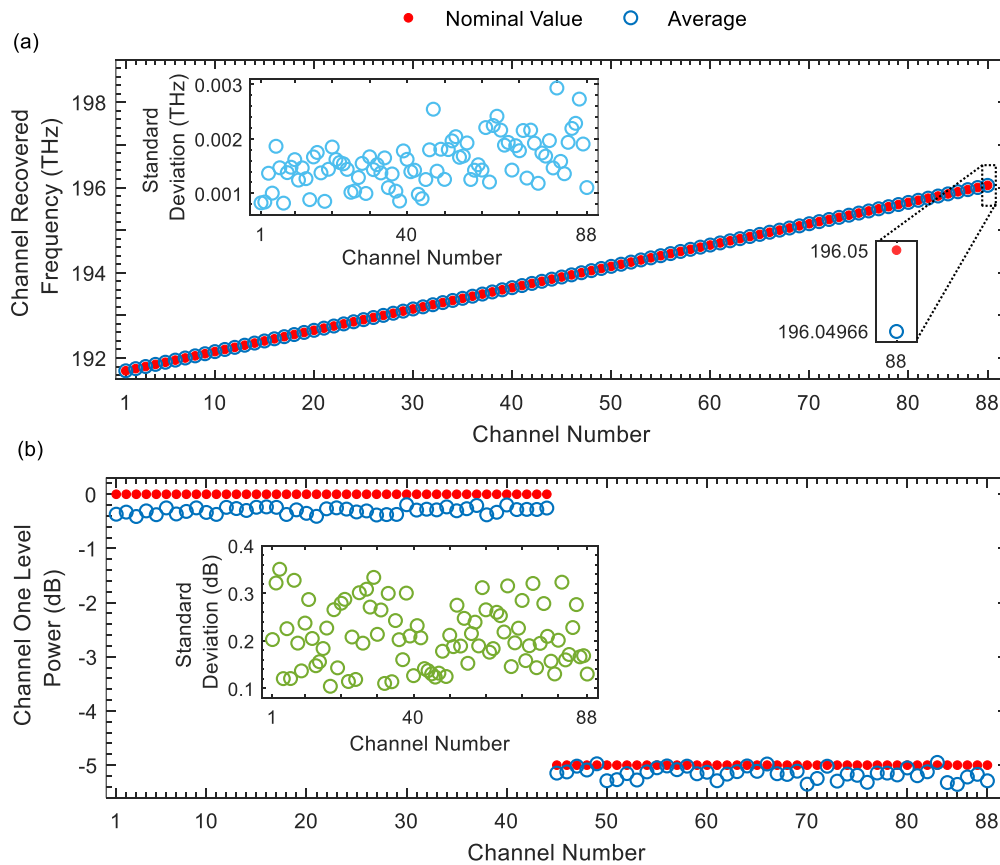 Nominal Value Average
(a)
Channel Recovered
Frequency (THz)
198
196
194
192
1 10 20 30 40 50 60 70 80 88
Channel Number
Standard
Deviation (THz)
0.003
0.002
0.001
1 40 88
Channel Number
196.05
196.04966
88
(b)
Channel One Level
Power (dB)
0
-1
-2
-3
-4
-5
1 10 20 30 40 50 60 70 80 88
Channel Number
Standard
Deviation (dB)
0.4
0.3
0.2
0.1
1 40 88
Channel Number